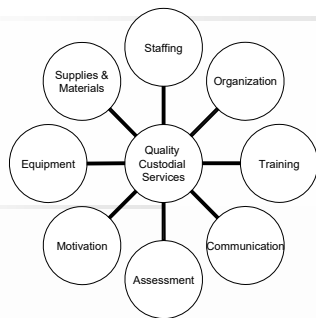 Staffing
Supplies &
Materials
Organization
Equipment
Quality
Custodial
Services
Training
Motivation
Communication
Assessment